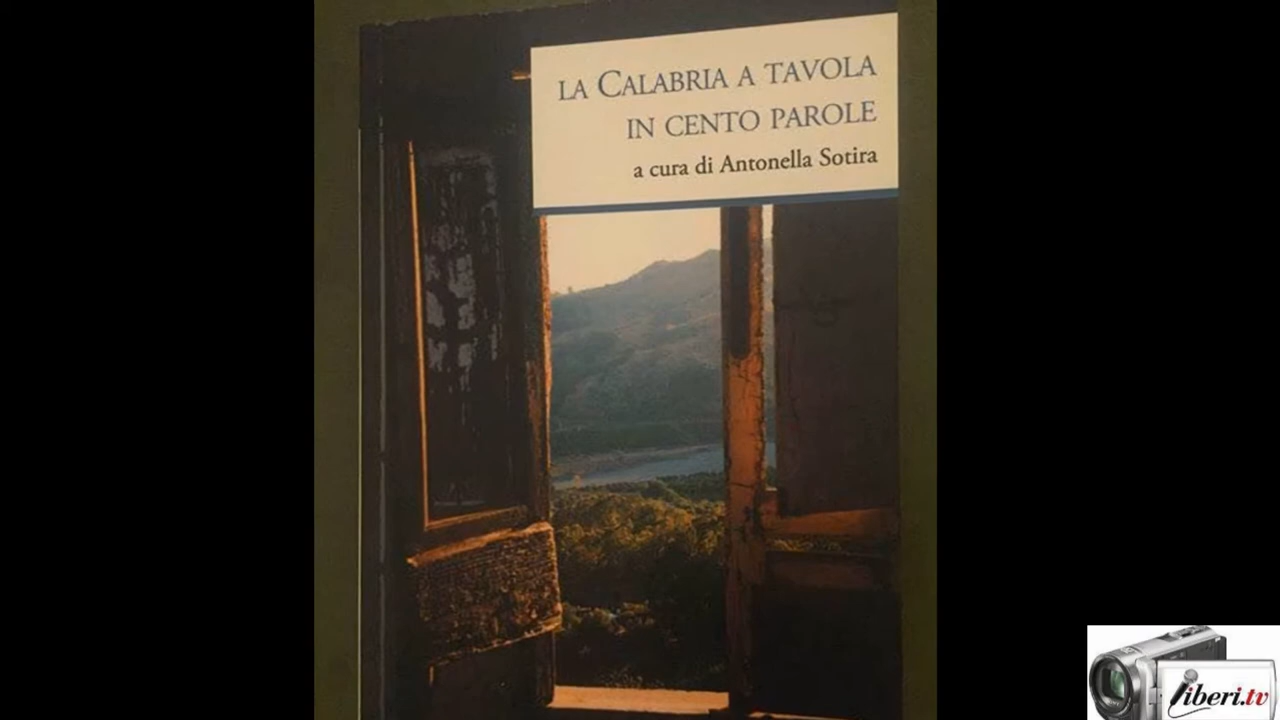 LA CALABRIA A TAVOLA
IN CENTO PAROLE
a cura di Antonella Sotira
liberi.tv